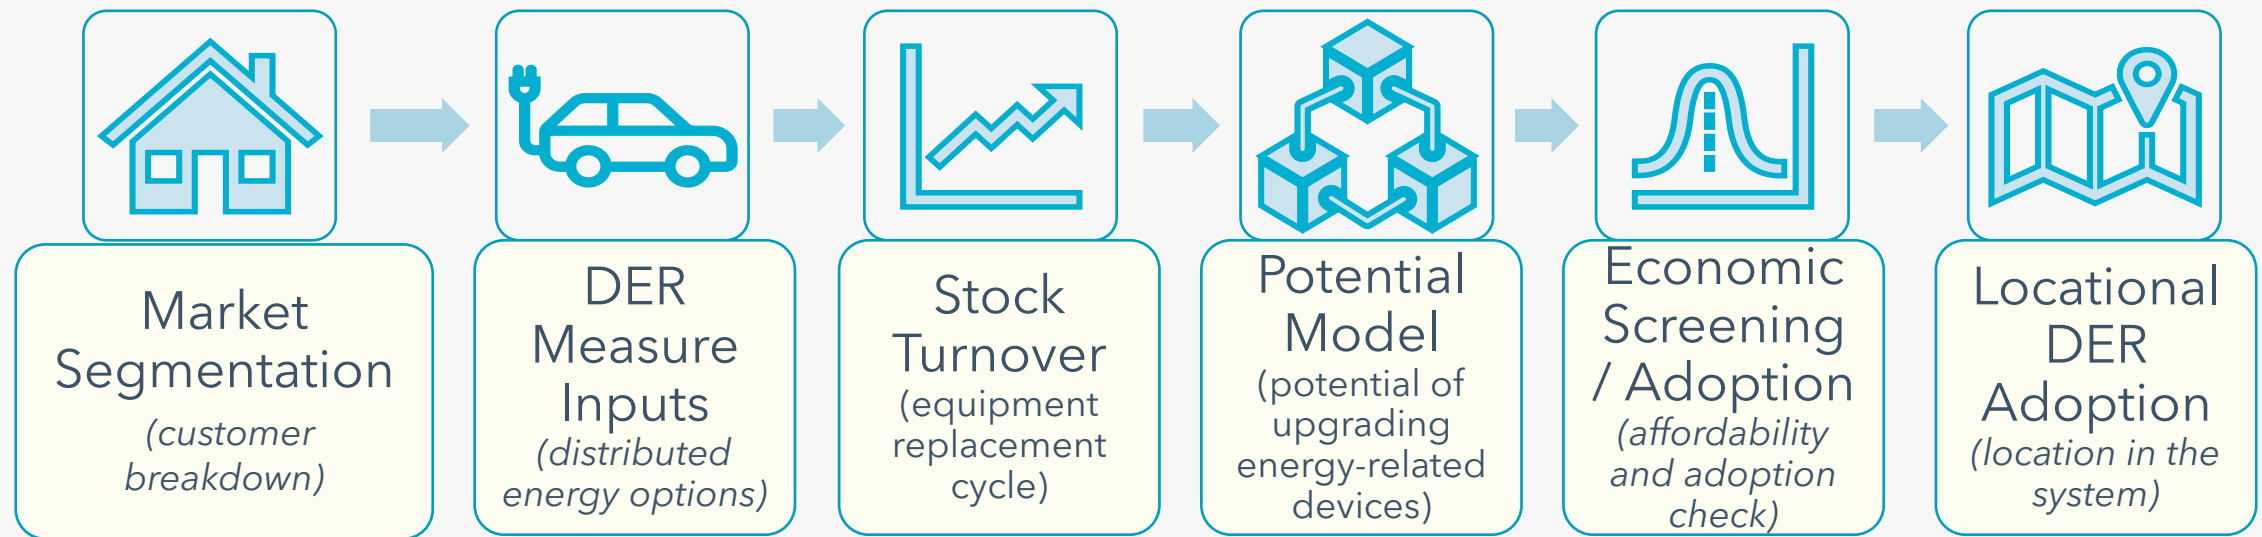 Market
Segmentation
(customer
breakdown)
DER
Measure
Inputs
(distributed
energy options)
Stock
Turnover
(equipment
replacement
cycle)
Potential
Model
(potential of
upgrading
energy-related
devices)
Economic
Screening
/ Adoption
(affordability
and adoption
check)
Locational
DER
Adoption
(location in the
system)